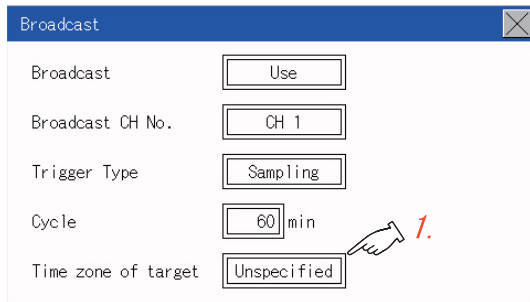 Broadcast
Broadcast Use
Broadcast CH No. CH 1
Trigger Type Sampling
Cycle 60 min
1.
Time zone of target Unspecified